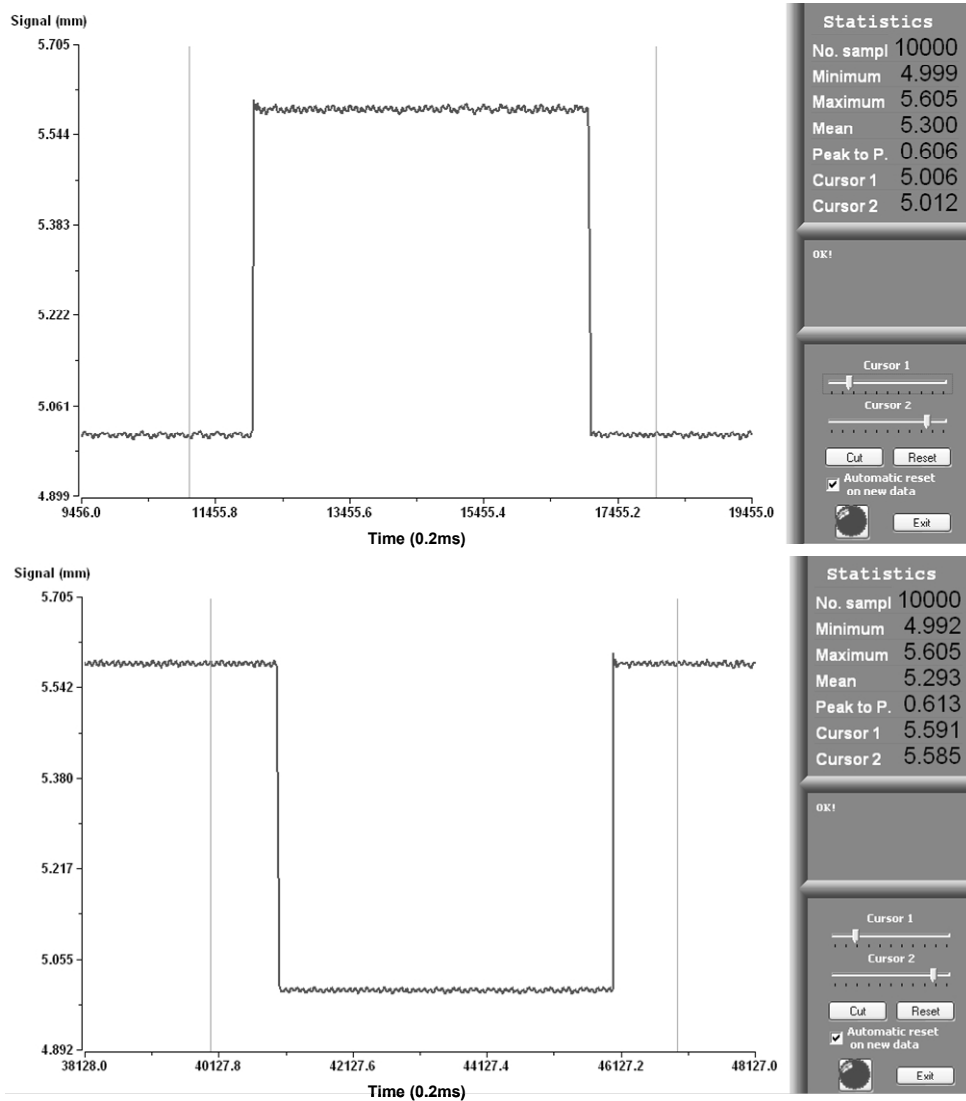 Signal (mm)
5.705
5.544
5.383
5.222
5.061
4.899
9456.0 11455.8 13455.6 15455.4 17455.2 19455.0
Time (0.2ms)
Statistics
No. sampl 10000
Minimum 4.999
Maximum 5.605
Mean 5.300
Peak to P. 0.606
Cursor 1 5.006
Cursor 2 5.012
OK!
Cursor 1
Cursor 2
Cut Reset
Automatic reset
on new data
Exit
Signal (mm)
5.705
5.542
5.380
5.217
5.055
4.892
38128.0 40127.8 42127.6 44127.4 46127.2 48127.0
Time (0.2ms)
Statistics
No. sampl 10000
Minimum 4.992
Maximum 5.605
Mean 5.293
Peak to P. 0.613
Cursor 1 5.591
Cursor 2 5.585
OK!
Cursor 1
Cursor 2
Cut Reset
Automatic reset
on new data
Exit